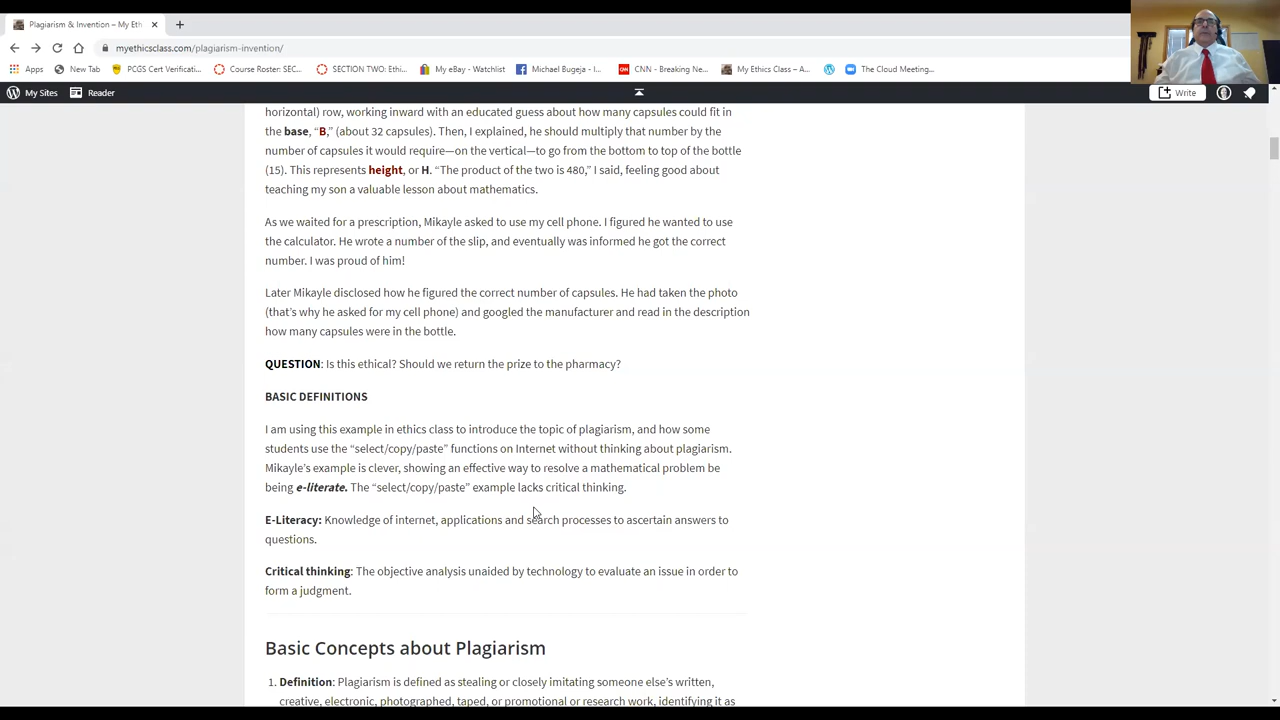 Plagiarism & Invention – My Eth
myethicsclass.com/plagiarism-invention/
Apps New Tab PCGS Cert Verificati... Course Roster: SEC... SECTION TWO: Ethi... My eBay - Watchlist Michael Bugeja - I... CNN - Breaking Ne... My Ethics Class – A... The Cloud Meeting...
My Sites Reader Write
horizontal) row, working inward with an educated guess about how many capsules could fit in
the base, “B,” (about 32 capsules). Then, I explained, he should multiply that number by the
number of capsules it would require—on the vertical—to go from the bottom to top of the bottle
(15). This represents height, or H. “The product of the two is 480,” I said, feeling good about
teaching my son a valuable lesson about mathematics.
As we waited for a prescription, Mikayle asked to use my cell phone. I figured he wanted to use
the calculator. He wrote a number of the slip, and eventually was informed he got the correct
number. I was proud of him!
Later Mikayle disclosed how he figured the correct number of capsules. He had taken the photo
(that’s why he asked for my cell phone) and googled the manufacturer and read in the description
how many capsules were in the bottle.
QUESTION: Is this ethical? Should we return the prize to the pharmacy?
BASIC DEFINITIONS
I am using this example in ethics class to introduce the topic of plagiarism, and how some
students use the “select/copy/paste” functions on Internet without thinking about plagiarism.
Mikayle’s example is clever, showing an effective way to resolve a mathematical problem be
being e-literate. The “select/copy/paste” example lacks critical thinking.
E-Literacy: Knowledge of internet, applications and search processes to ascertain answers to
questions.
Critical thinking: The objective analysis unaided by technology to evaluate an issue in order to
form a judgment.
Basic Concepts about Plagiarism
1. Definition: Plagiarism is defined as stealing or closely imitating someone else’s written,
creative, electronic, photographed, taped, or promotional or research work, identifying it as